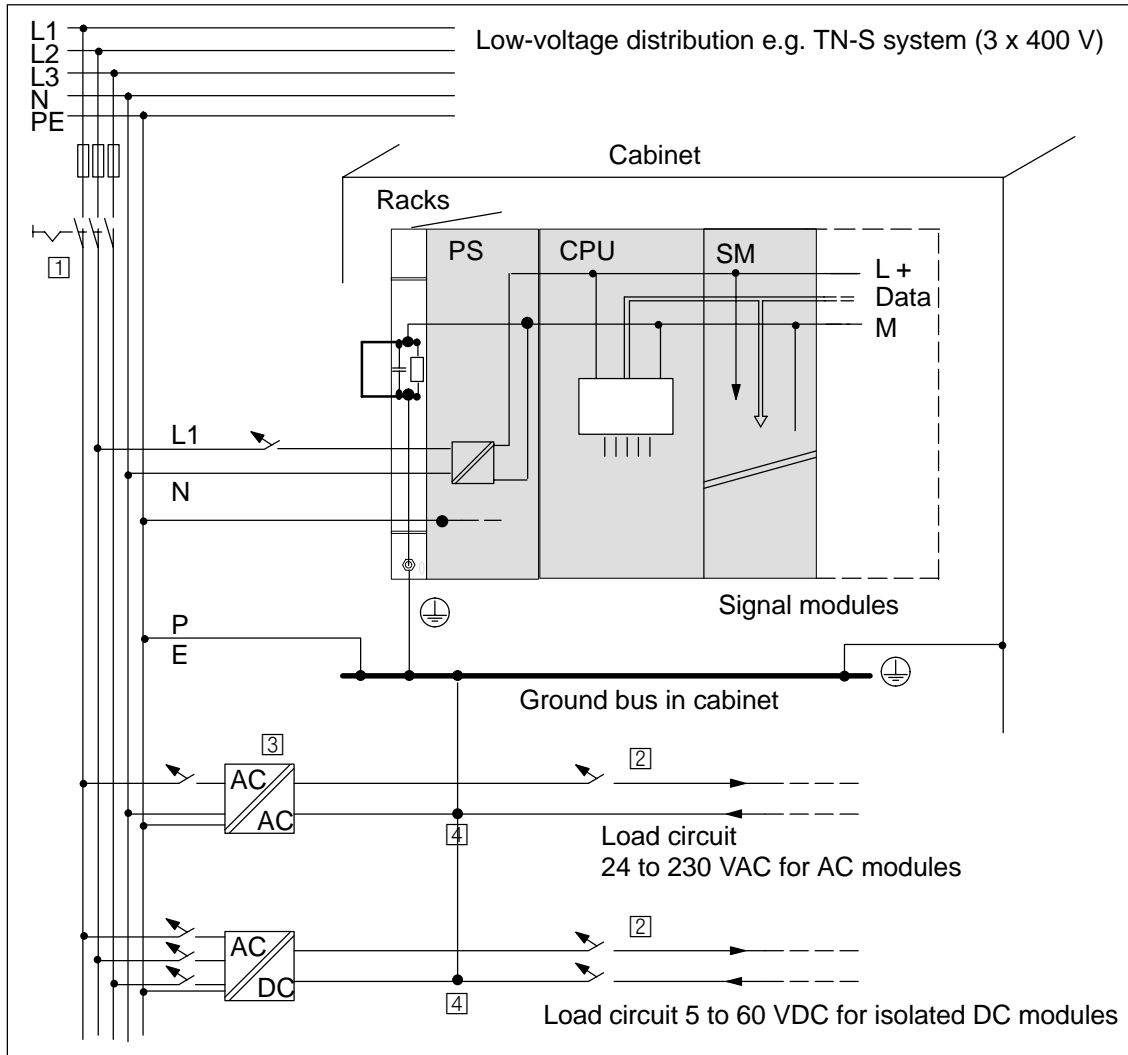 L1
L2
L3
N
PE
Low-voltage distribution e.g. TN-S system (3 x 400 V)
Cabinet
Racks
PS
CPU
SM
L +
Data
M
1
L1
N
Signal modules
P
E
Ground bus in cabinet
3
2
AC
AC
4
Load circuit
24 to 230 VAC for AC modules
2
AC
DC
4
Load circuit 5 to 60 VDC for isolated DC modules